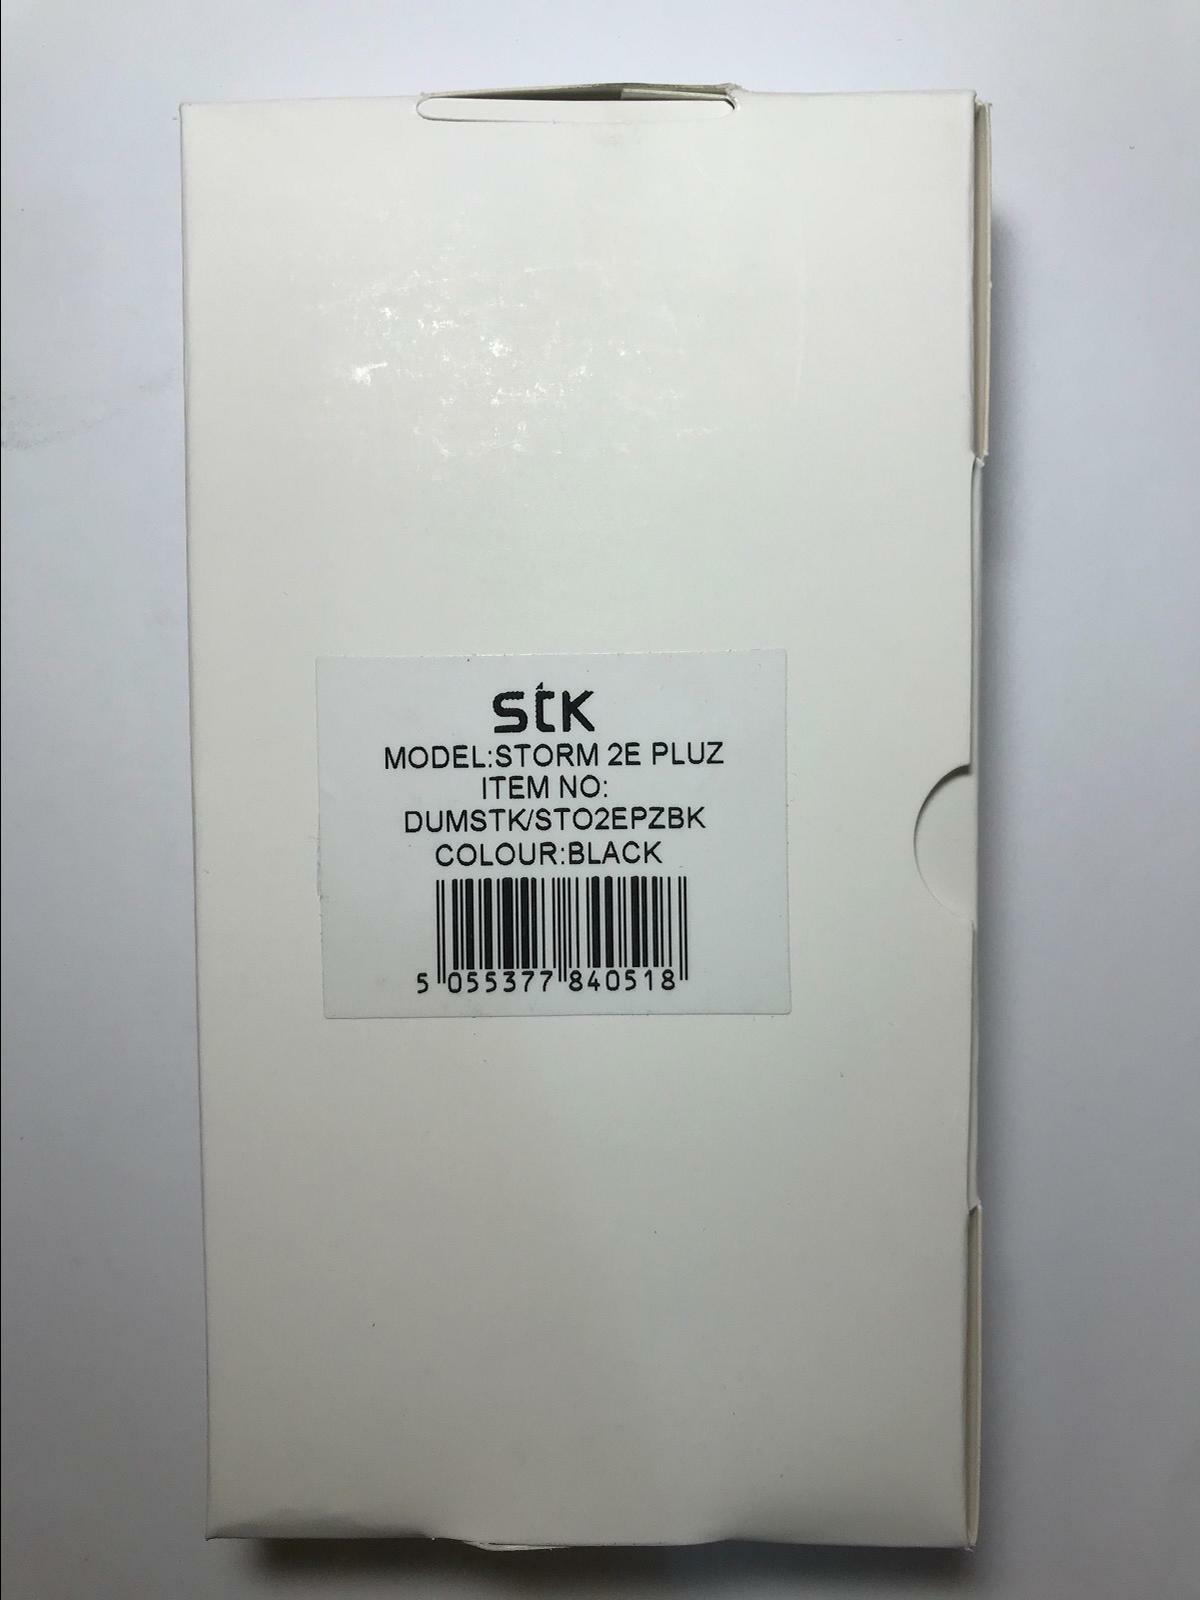 stK
MODEL:STORM 2E PLUZ
ITEM NO:
DUMSTK/STO2EPZBK
COLOUR:BLACK
5 055377 840518